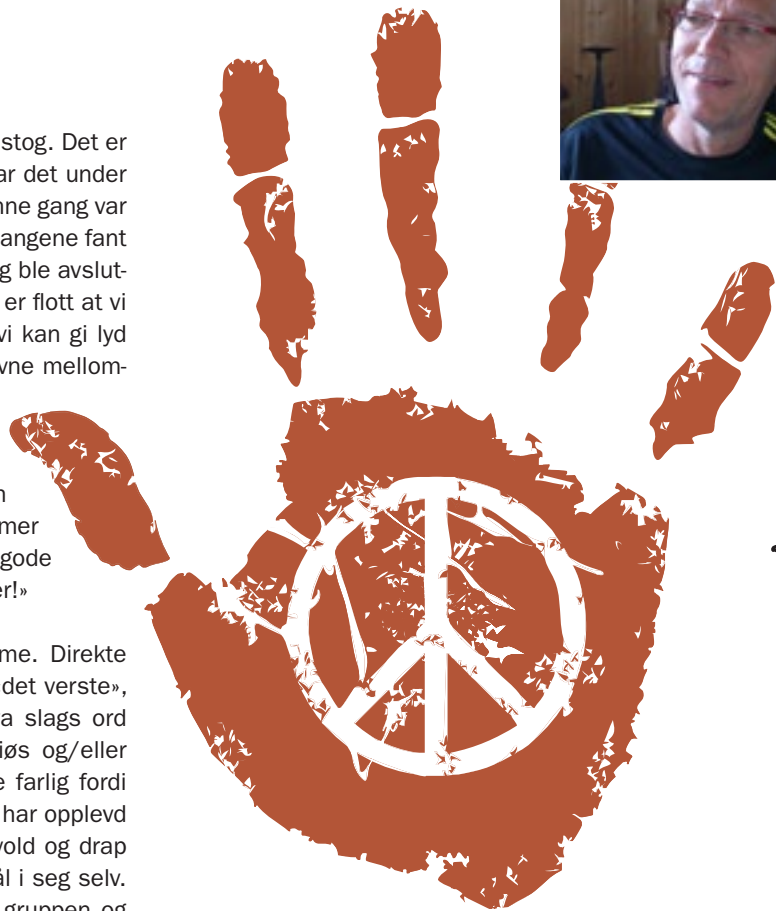 stog. Det er
ar det under
nne gang var
angene fant
g ble avslut-
er flott at vi
vi kan gi lyd
vne mellom-
n
mer
gode
er!»
me. Direkte
det verste»,
a slags ord
iøs og/eller
e farlig fordi
har opplevd
vold og drap
ål i seg selv.
gruppen og